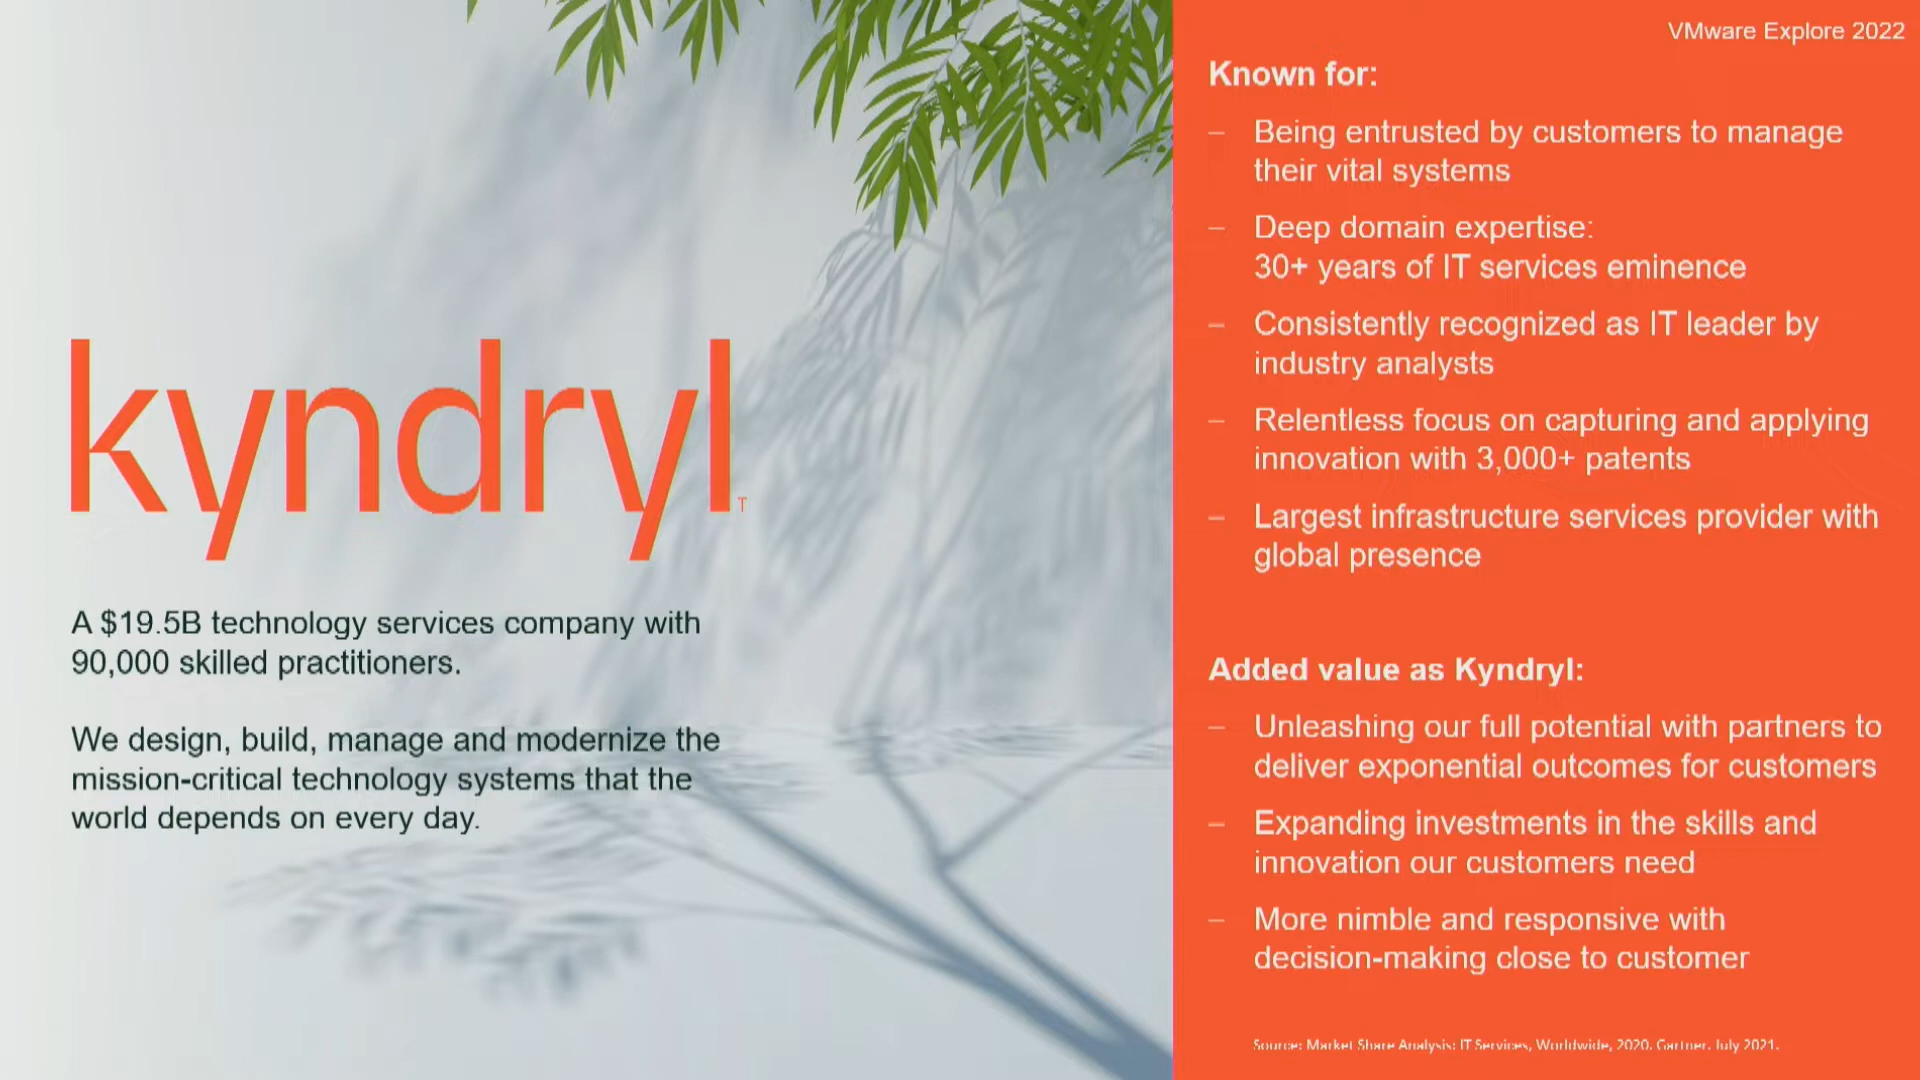 VMware Explore 2022
kyndryl
A $19.5B technology services company with
90,000 skilled practitioners.
We design, build, manage and modernize the
mission-critical technology systems that the
world depends on every day.
Known for:
– Being entrusted by customers to manage
their vital systems
– Deep domain expertise:
30+ years of IT services eminence
– Consistently recognized as IT leader by
industry analysts
– Relentless focus on capturing and applying
innovation with 3,000+ patents
– Largest infrastructure services provider with
global presence
Added value as Kyndryl:
– Unleashing our full potential with partners to
deliver exponential outcomes for customers
– Expanding investments in the skills and
innovation our customers need
– More nimble and responsive with
decision-making close to customer
Source: Market Share Analysis: IT Services, Worldwide, 2020. Gartner. July 2021.